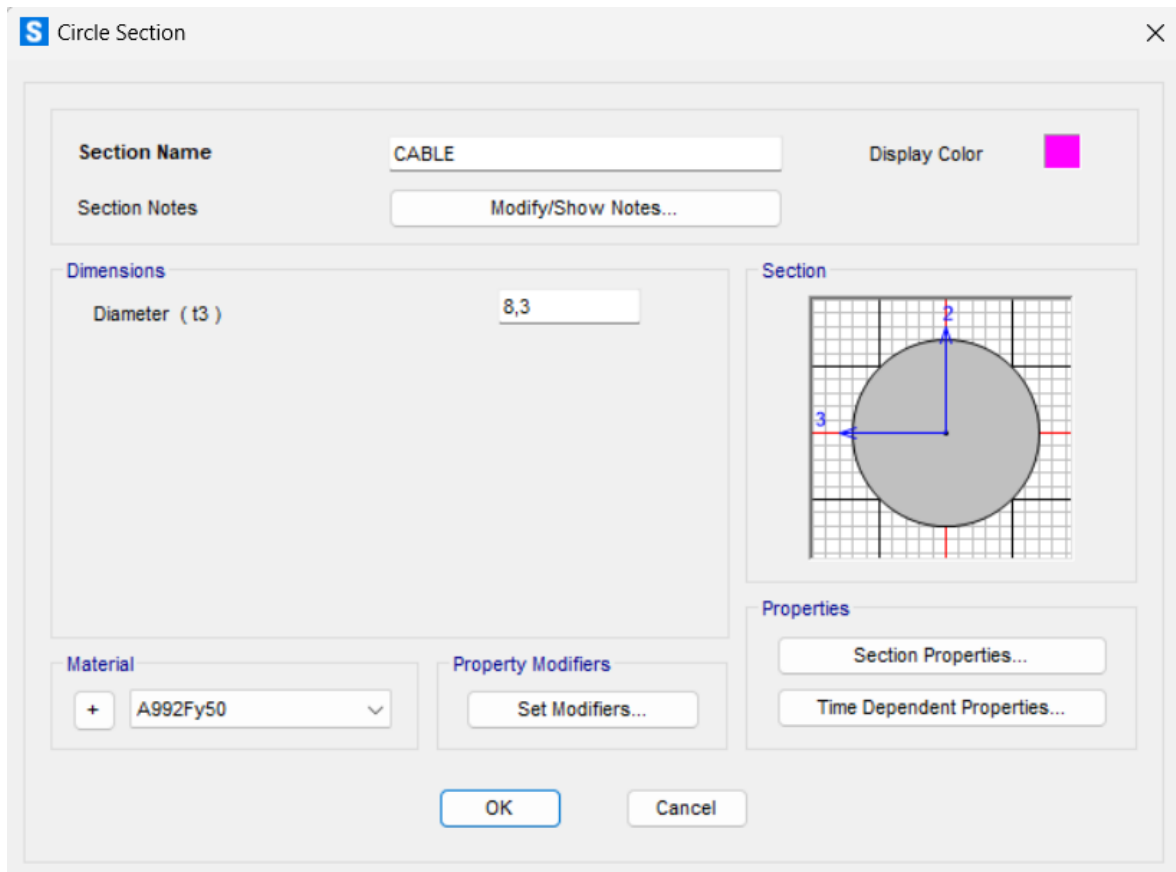 S Circle Section
Section Name CABLE Display Color
Section Notes Modify/Show Notes...
Dimensions
Diameter ( t3 ) 8,3
Section
2
3
Properties
Section Properties...
Time Dependent Properties...
Material
+ A992Fy50
Property Modifiers
Set Modifiers...
OK Cancel